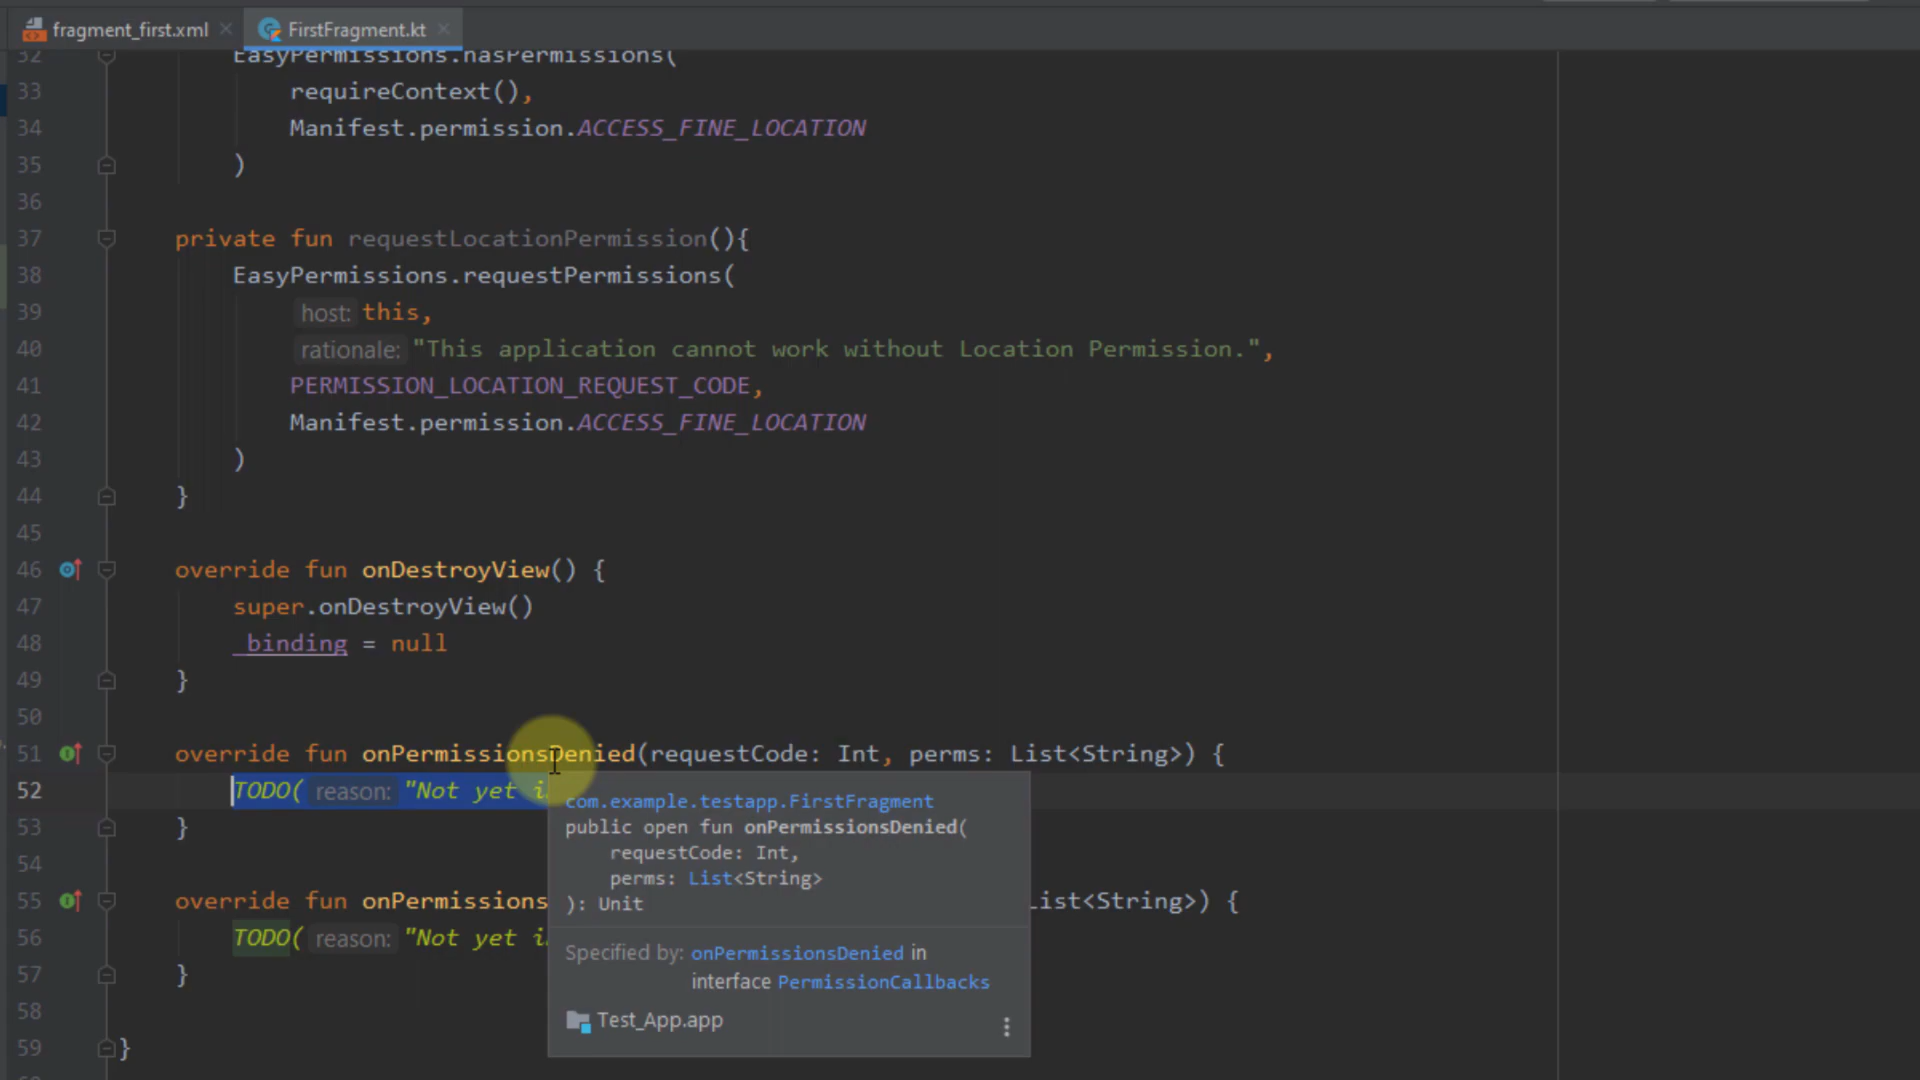 fragment_first.xml FirstFragment.kt
32 EasyPermissions.hasPermissions(
33 requireContext(),
34 Manifest.permission.ACCESS_FINE_LOCATION
35 )
36
37 private fun requestLocationPermission(){
38 EasyPermissions.requestPermissions(
39 host: this,
40 rationale: "This application cannot work without Location Permission.",
41 PERMISSION_LOCATION_REQUEST_CODE,
42 Manifest.permission.ACCESS_FINE_LOCATION
43 )
44 }
45
46 override fun onDestroyView() {
47 super.onDestroyView()
48 _binding = null
49 }
50
51 override fun onPermissionsDenied(requestCode: Int, perms: List<String>) {
52 TODO( reason: "Not yet i
com.example.testapp.FirstFragment
public open fun onPermissionsDenied(
requestCode: Int,
perms: List<String>
): Unit
Specified by: onPermissionsDenied in
interface PermissionCallbacks
Test_App.app
53 }
54
55 override fun onPermissions List<String>) {
56 TODO( reason: "Not yet i
57 }
58
59 }